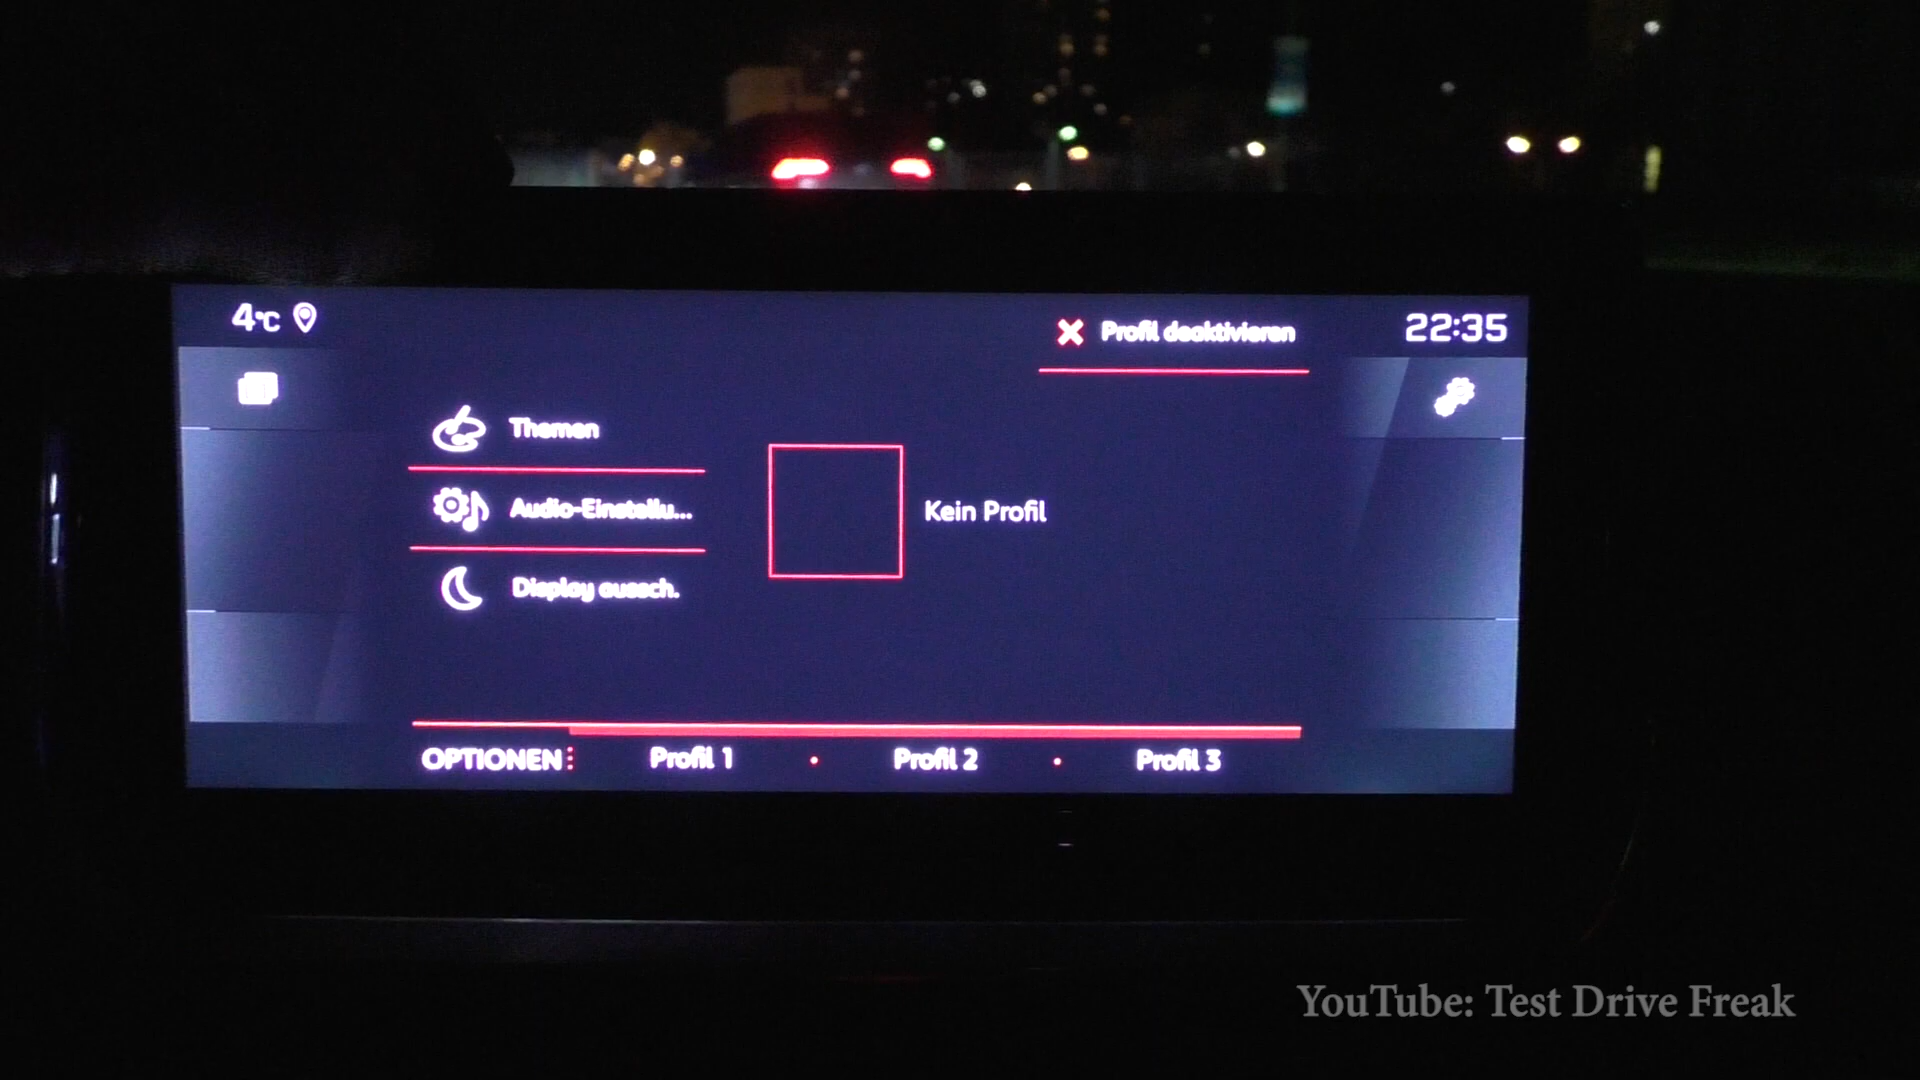 4°C
Profil deaktivieren
22:35
Themen
Audio-Einstellu...
Kein Profil
Display aussch.
OPTIONEN Profil 1 • Profil 2 • Profil 3
YouTube: Test Drive Freak